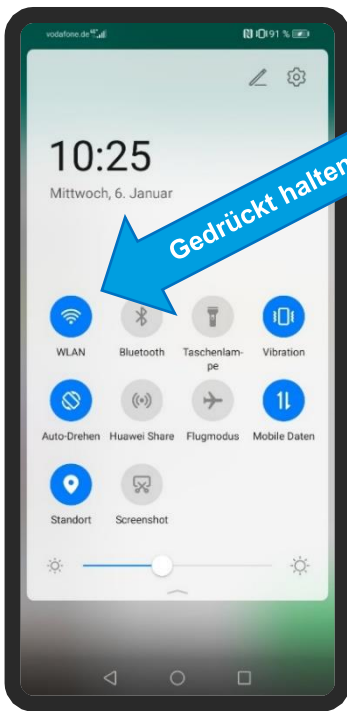 vodafone.de 91 %
10:25
Mittwoch, 6. Januar
Gedrückt halten
WLAN Bluetooth Taschenlam- Vibration
pe
Auto-Drehen Huawei Share Flugmodus Mobile Daten
Standort Screenshot